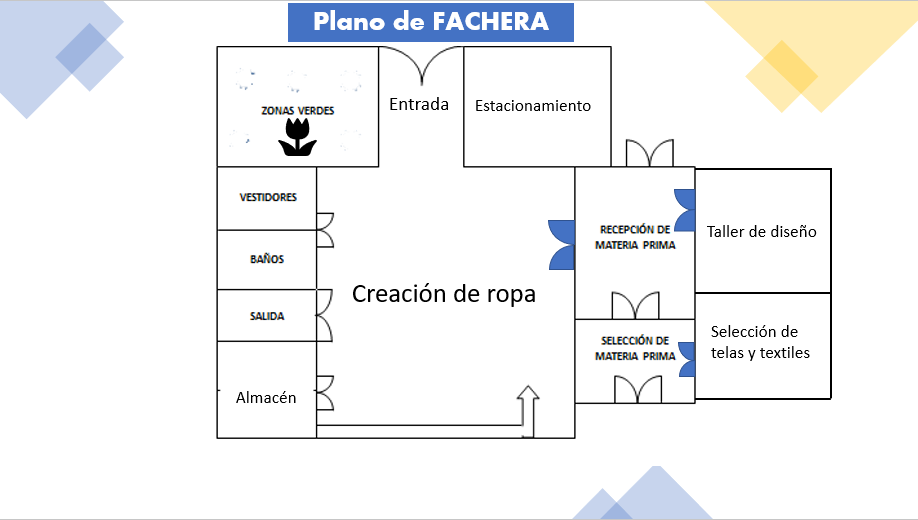 Plano de FACHERA
ZONAS VERDES
Entrada
Estacionamiento
VESTIDORES
BAÑOS
SALIDA
Almacén
Creación de ropa
RECEPCIÓN DE
MATERIA PRIMA
Taller de diseño
SELECCIÓN DE
MATERIA PRIMA
Selección de
telas y textiles